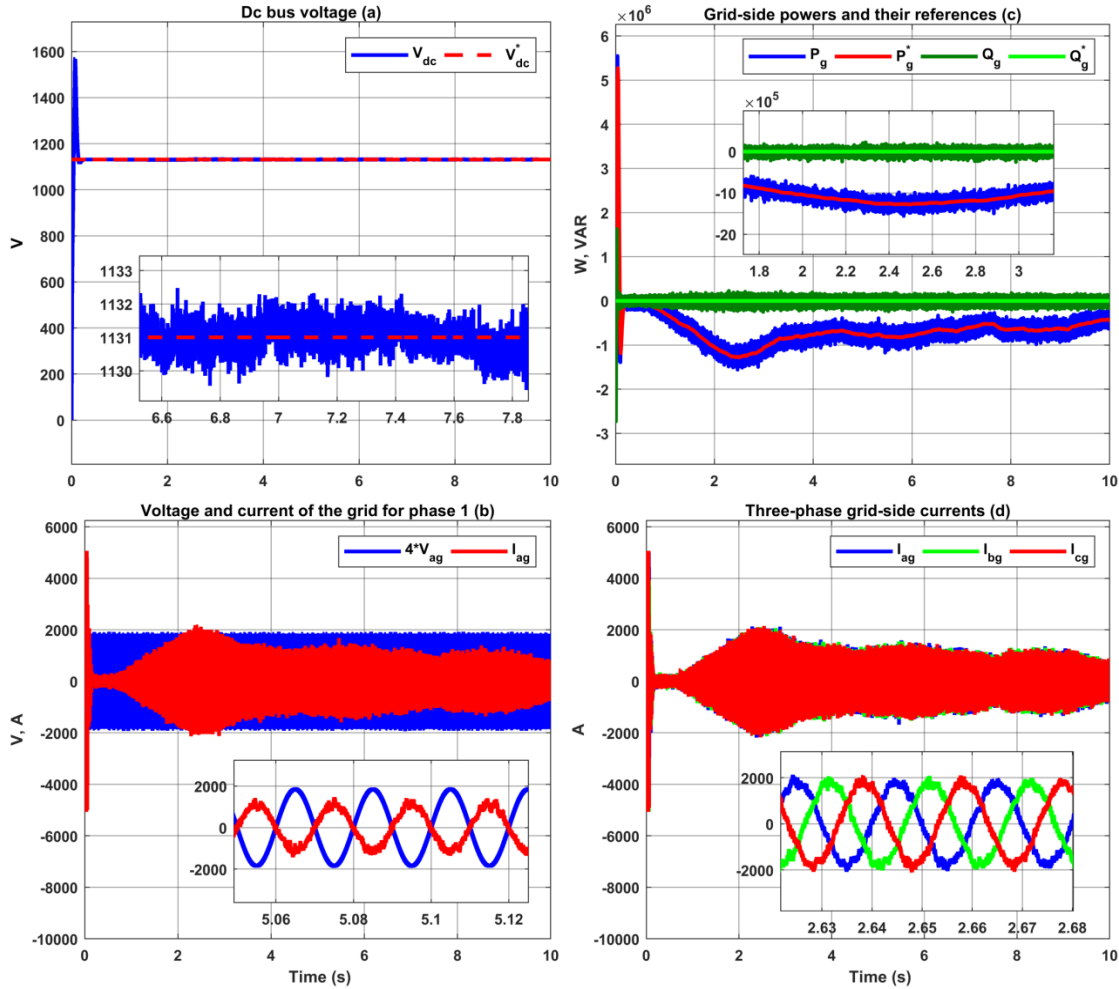 Dc bus voltage (a)
V
1600
1400
1200
1000
800
600
400
200
0
V_dc V*_dc
1133
1132
1131
1130
6.6 6.8 7 7.2 7.4 7.6 7.8
0 2 4 6 8 10
Grid-side powers and their references (c)
×10^6
W, VAR
6
5
4
3
2
1
0
-1
-2
-3
P_g P*_g Q_g Q*_g
×10^5
0
-10
-20
1.8 2 2.2 2.4 2.6 2.8 3
0 2 4 6 8 10
Voltage and current of the grid for phase 1 (b)
V, A
6000
4000
2000
0
-2000
-4000
-6000
-8000
-10000
4*V_ag I_ag
2000
0
-2000
5.06 5.08 5.1 5.12
0 2 4 6 8 10
Time (s)
Three-phase grid-side currents (d)
A
6000
4000
2000
0
-2000
-4000
-6000
-8000
-10000
I_ag I_bg I_cg
2000
0
-2000
2.63 2.64 2.65 2.66 2.67 2.68
0 2 4 6 8 10
Time (s)